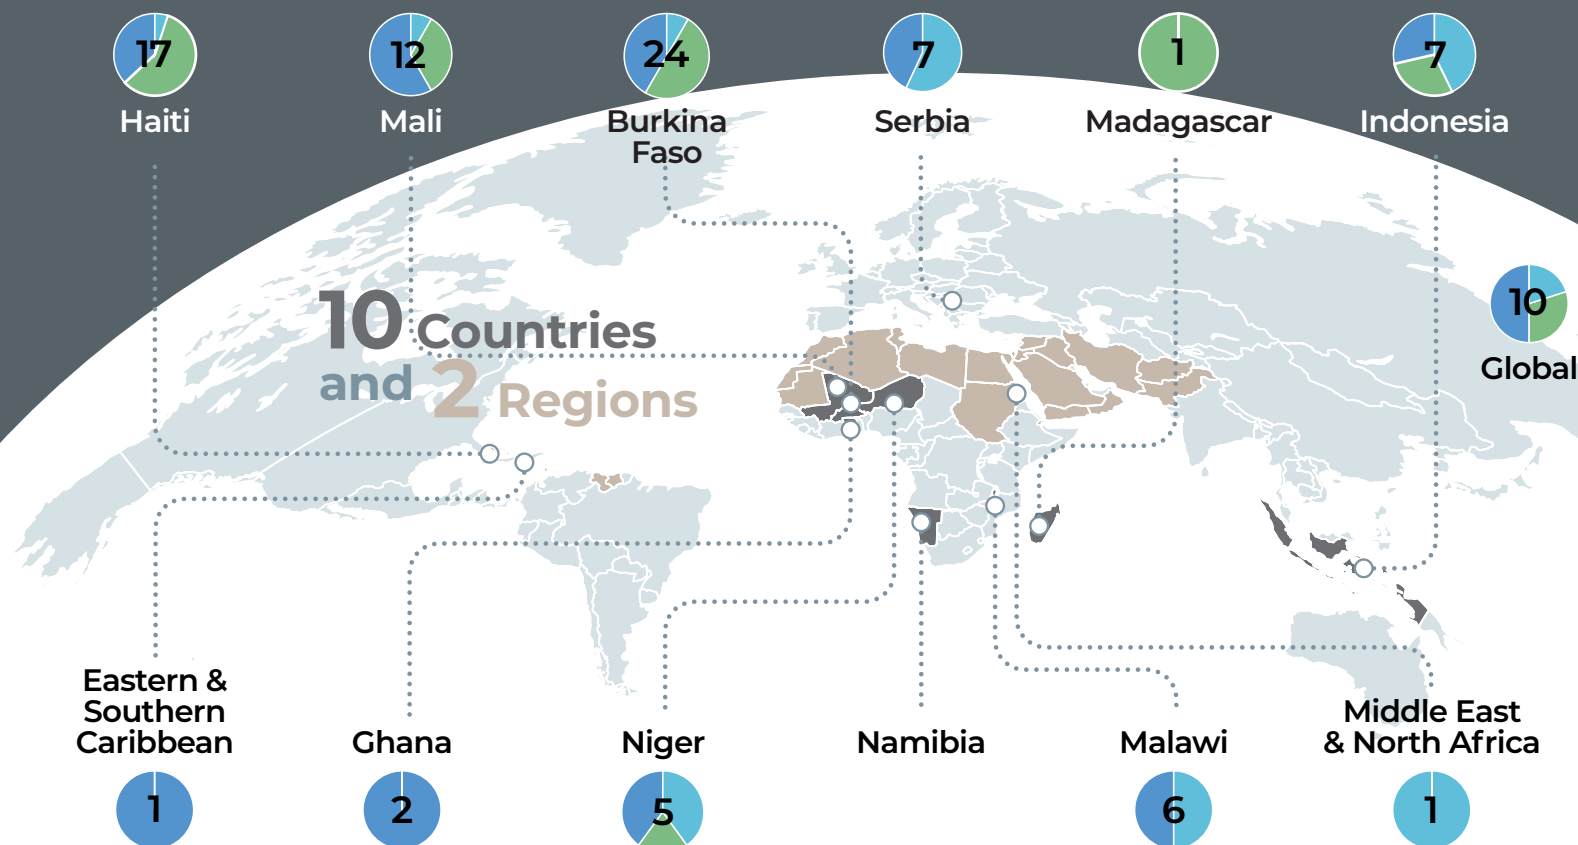 17
12
24
7
1
7
Haiti
Mali
Burkina
Faso
Serbia
Madagascar
Indonesia
10
Global
10 Countries
and 2 Regions
Eastern &
Southern
Caribbean
Ghana
Niger
Namibia
Malawi
Middle East
& North Africa
1
2
5
6
1